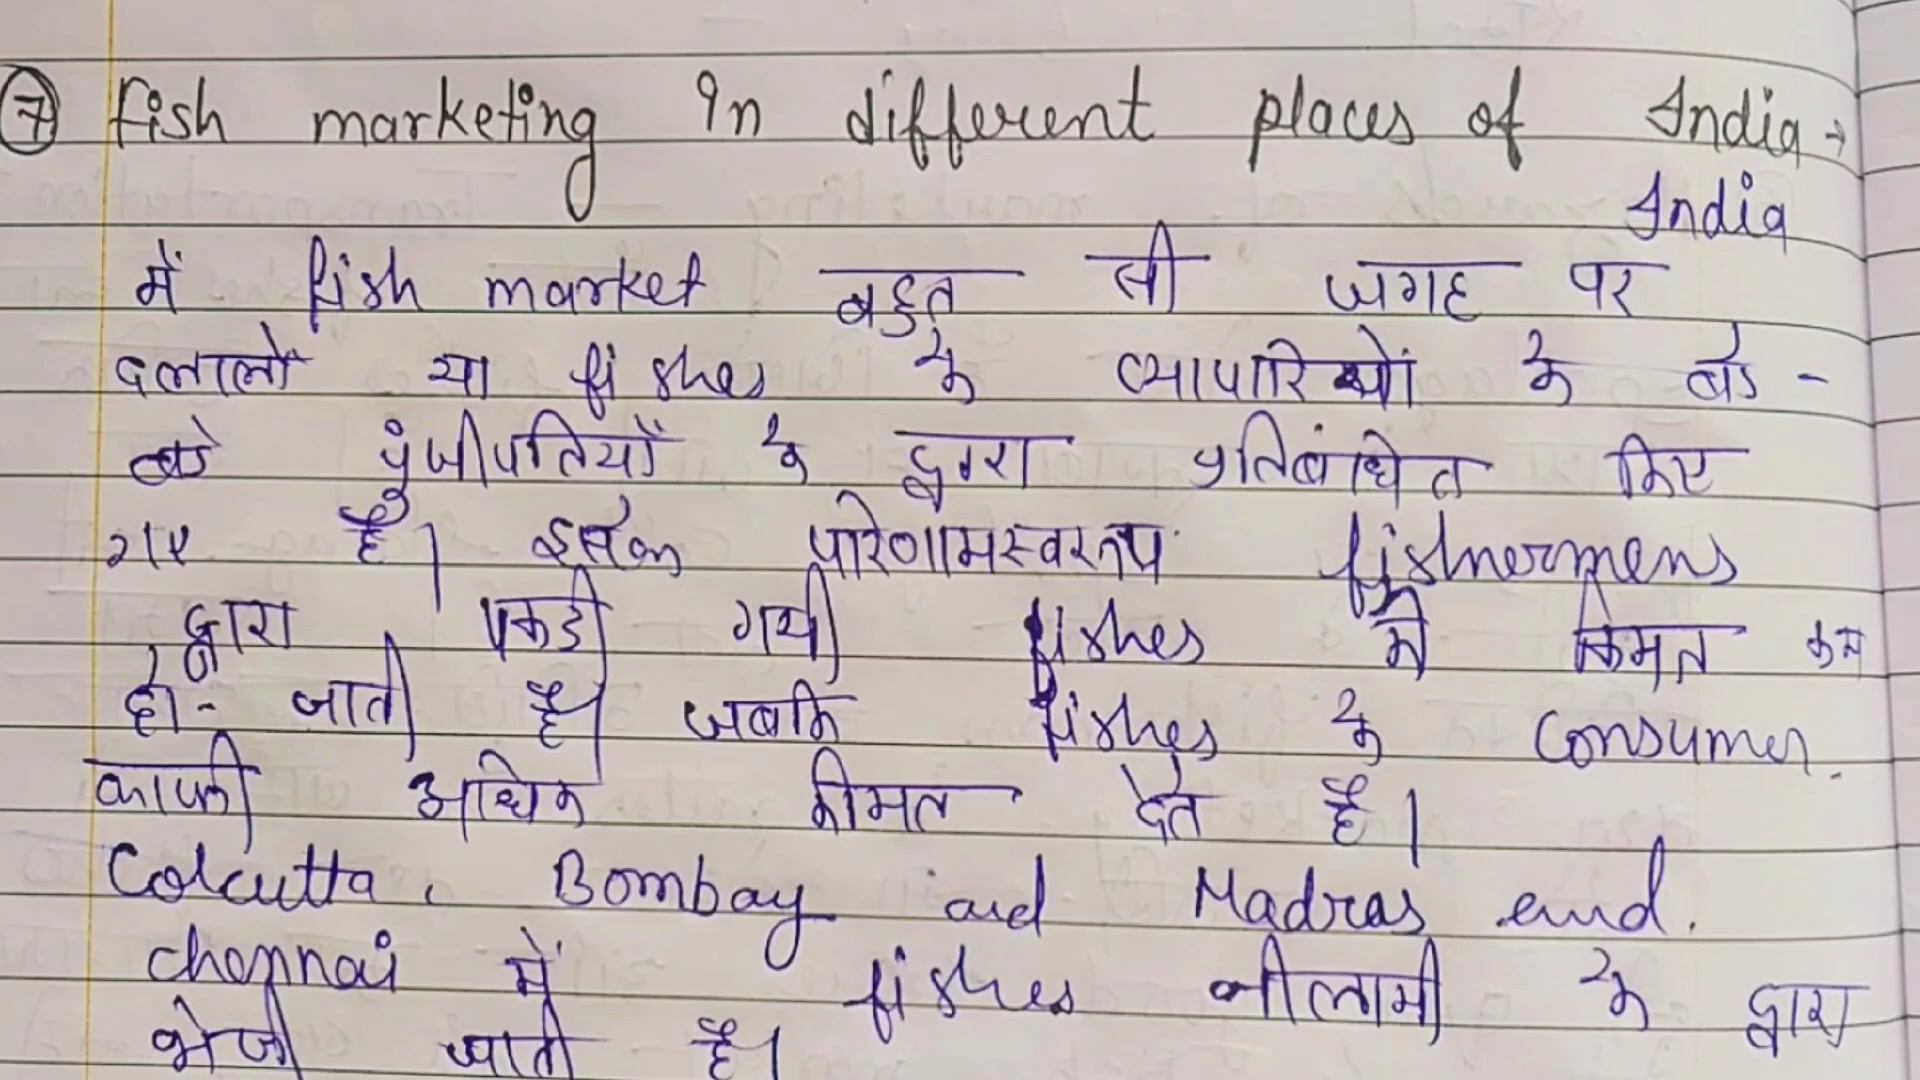 ⑦ Fish marketing In different places of India →
India
में fish market बहुत सी जगह पर
दलालों या fishes के व्यापारियों के बडे -
बडे पुंजीपतियों के द्वारा प्रतिबंधित किए
गए है। इसके परिणामस्वरूप fishermens
द्वारा पकडी गयी fishes की किमत कम
हो - जाती है। जबकि fishes के consumer
काफी अधिक कीमत देते है।
Colcutta, Bombay and Madras and.
chennai में fishes नीलामी के द्वारा
भेजी जाती है।